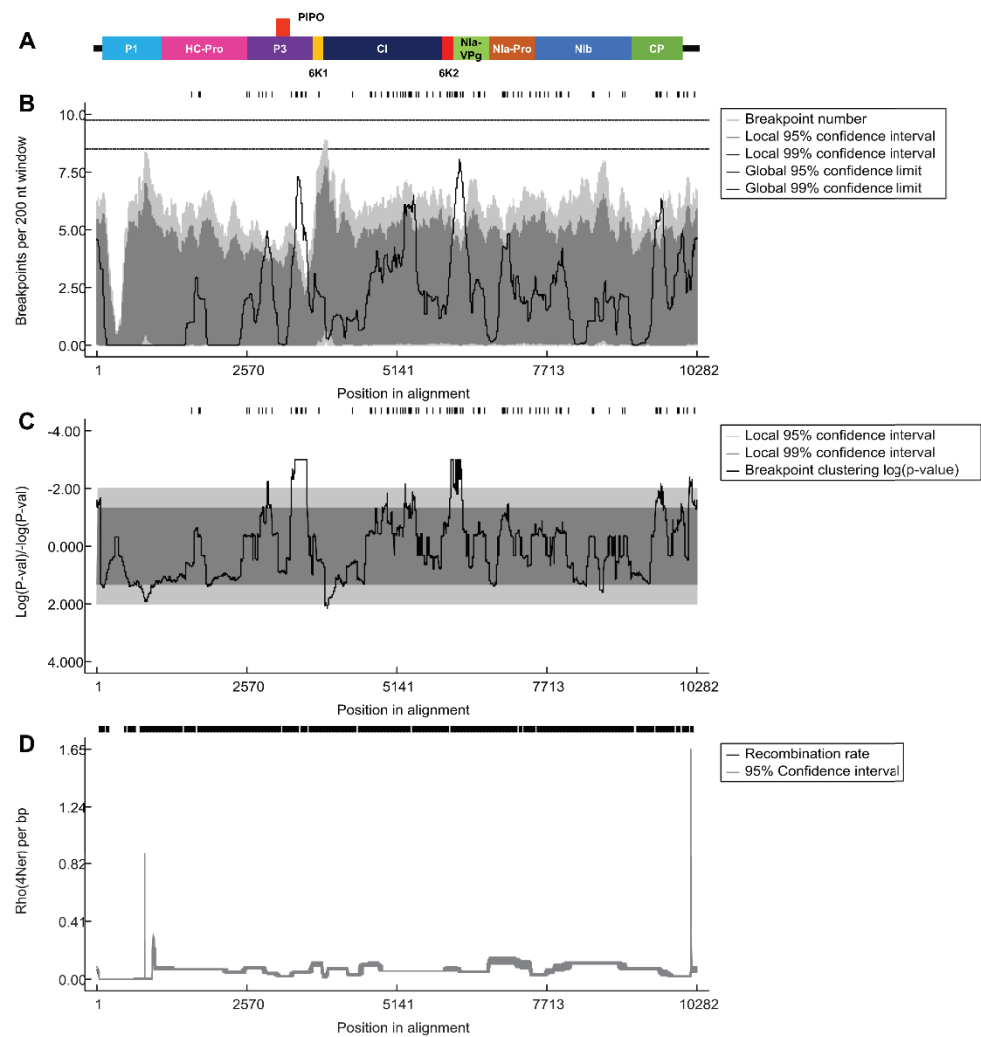 PIPO
A
P1 HC-Pro P3 CI NIa-VPg NIa-Pro NIb CP
6K1 6K2
B
10.0
7.50
5.00
2.50
0.00
Breakpoints per 200 nt window
1 2570 5141 7713 10282
Position in alignment
Breakpoint number
Local 95% confidence interval
Local 99% confidence interval
Global 95% confidence limit
Global 99% confidence limit
C
-4.00
-2.00
0.000
2.000
4.000
Log(P-val)/-log(P-val)
1 2570 5141 7713 10282
Position in alignment
Local 95% confidence interval
Local 99% confidence interval
Breakpoint clustering log(p-value)
D
1.65
1.24
0.82
0.41
0.00
Rho(4Ner) per bp
1 2570 5141 7713 10282
Position in alignment
Recombination rate
95% Confidence interval